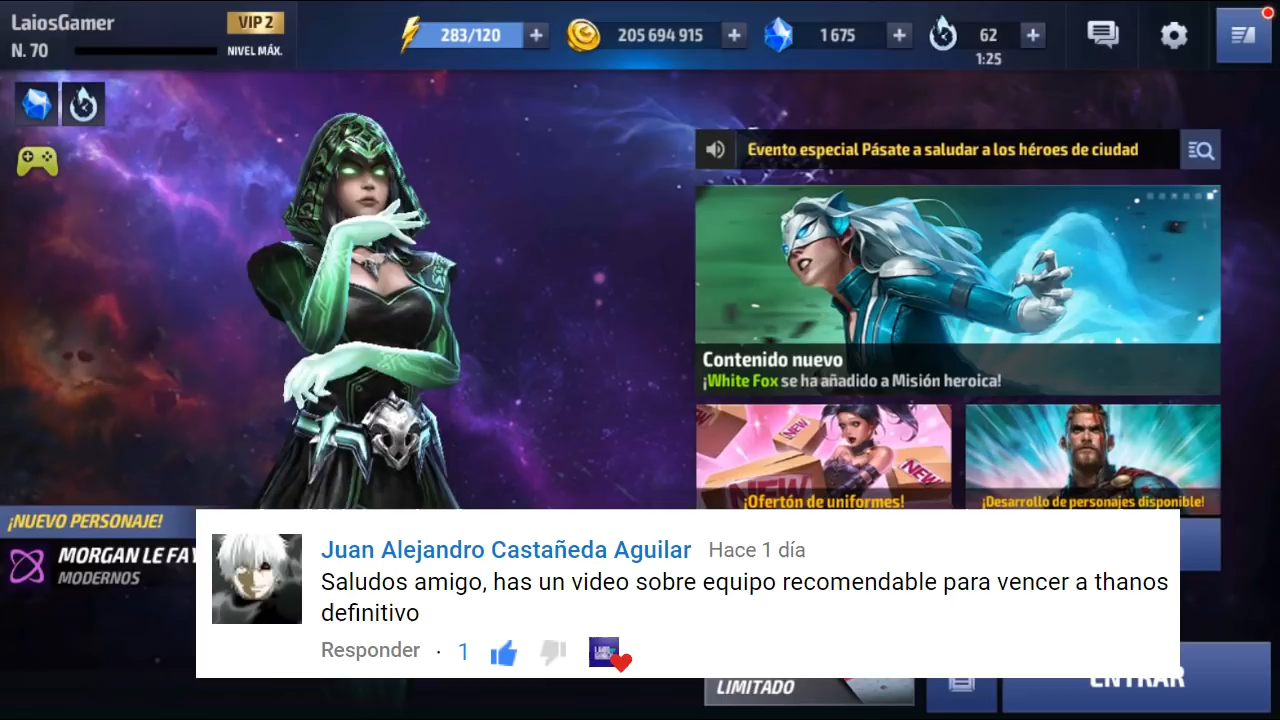 LaiosGamer
VIP 2
N. 70
NIVEL MÁX.
283/120
205 694 915
1 675
62
1:25
Evento especial Pásate a saludar a los héroes de ciudad
Contenido nuevo
¡White Fox se ha añadido a Misión heroica!
NEW
NEW
NEW
¡Ofertón de uniformes!
¡Desarrollo de personajes disponible!
¡NUEVO PERSONAJE!
MORGAN LE FAY
MODERNOS
Juan Alejandro Castañeda Aguilar Hace 1 día
Saludos amigo, has un video sobre equipo recomendable para vencer a thanos
definitivo
Responder · 1
LIMITADO
ENTRAR